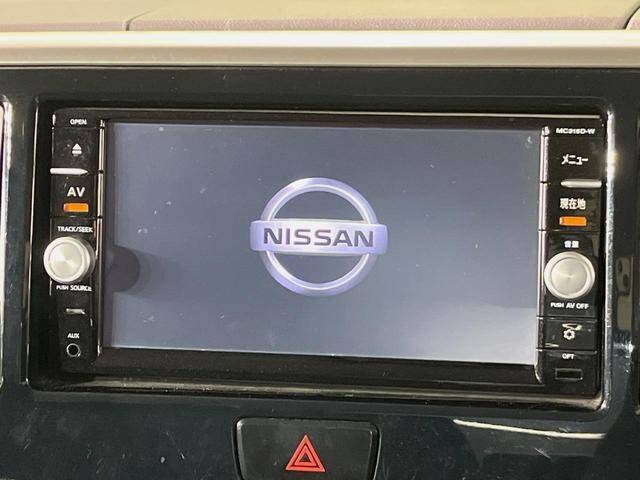 OPEN
AV
TRACK/SEEK
PUSH SOURCE
AUX
NISSAN
MC315D-W
メニュー
現在地
音量
PUSH AV OFF
OPT